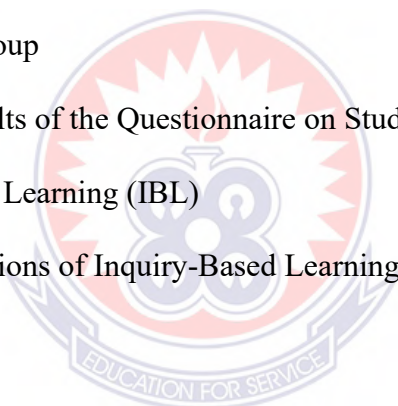 oup
lts of the Questionnaire on Stud
Learning (IBL)
ions of Inquiry-Based Learning
EDUCATION FOR SERVICE